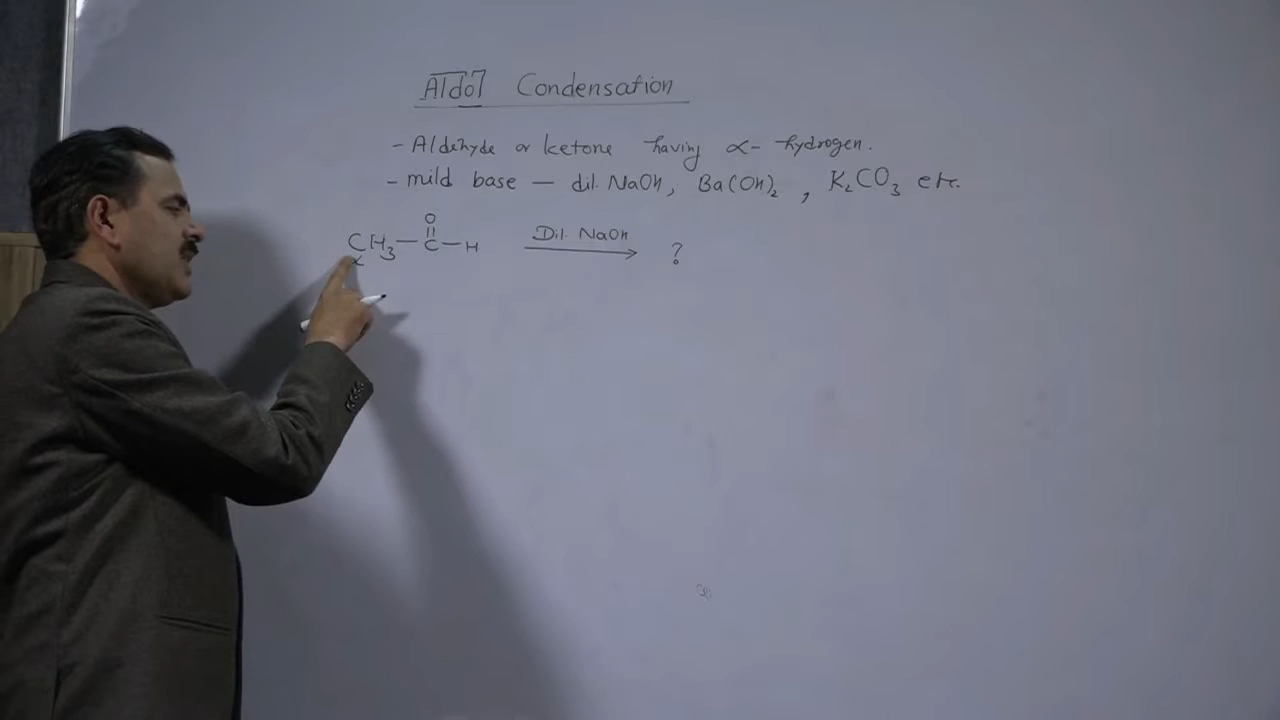 Aldol Condensation
- Aldehyde or ketone having α- hydrogen.
- mild base — dil. NaOH, Ba(OH)₂, K₂CO₃ etc.
O
CH₃—C—H Dil. NaOH ?
α